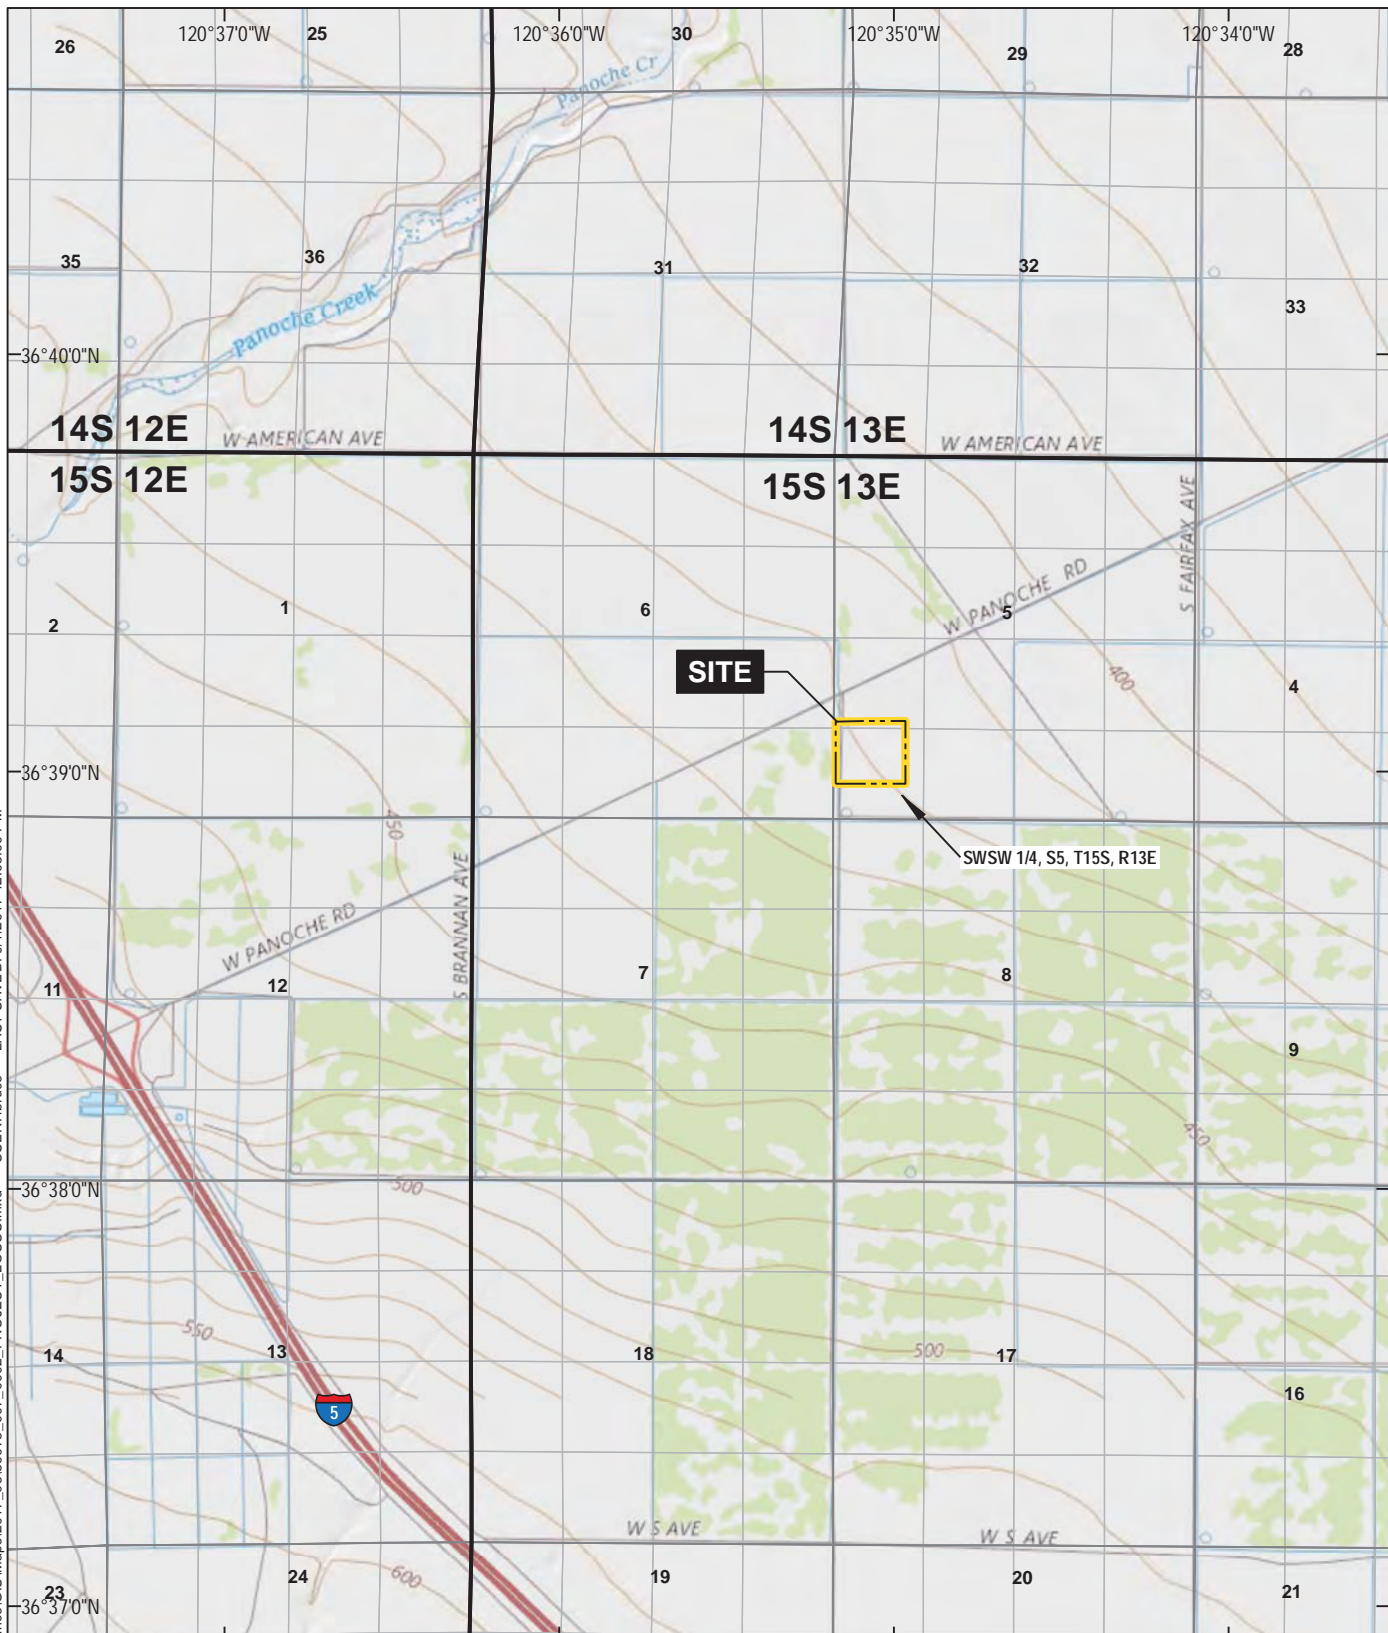 120°37'0"W
120°36'0"W
120°35'0"W
120°34'0"W
26
25
30
29
28
Panoche Cr
35
36
31
32
33
Panoche Creek
36°40'0"N
14S 12E
W AMERICAN AVE
14S 13E
W AMERICAN AVE
15S 12E
15S 13E
S FAIRFAX AVE
W PANOCHE RD
2
1
6
5
4
SITE
400
36°39'0"N
450
SWSW 1/4, S5, T15S, R13E
S BRANNAN AVE
W PANOCHE RD
11
12
7
8
9
450
36°38'0"N
500
550
14
13
18
500
17
16
5
W S AVE
W S AVE
23
24
600
19
20
21
36°37'0"N